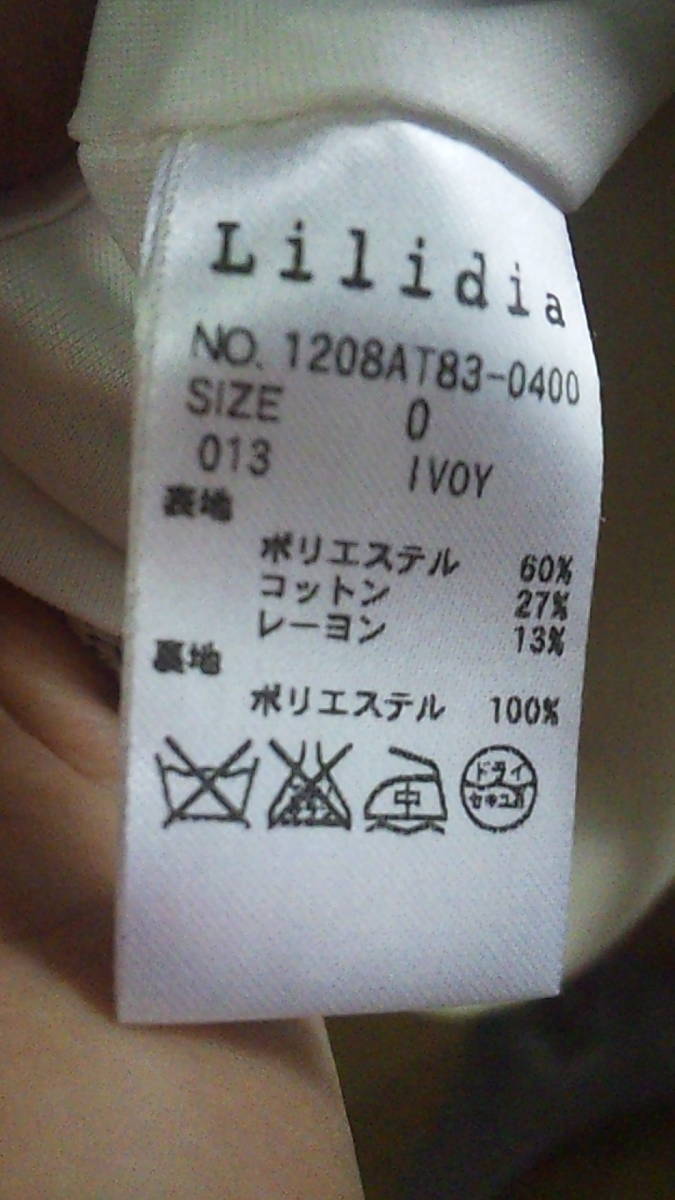 Lilidia
NO. 1208AT83-0400
SIZE 0
013 IVOY
表地
ポリエステル 60%
コットン 27%
レーヨン 13%
裏地
ポリエステル 100%
中 ドライ
セキユ系